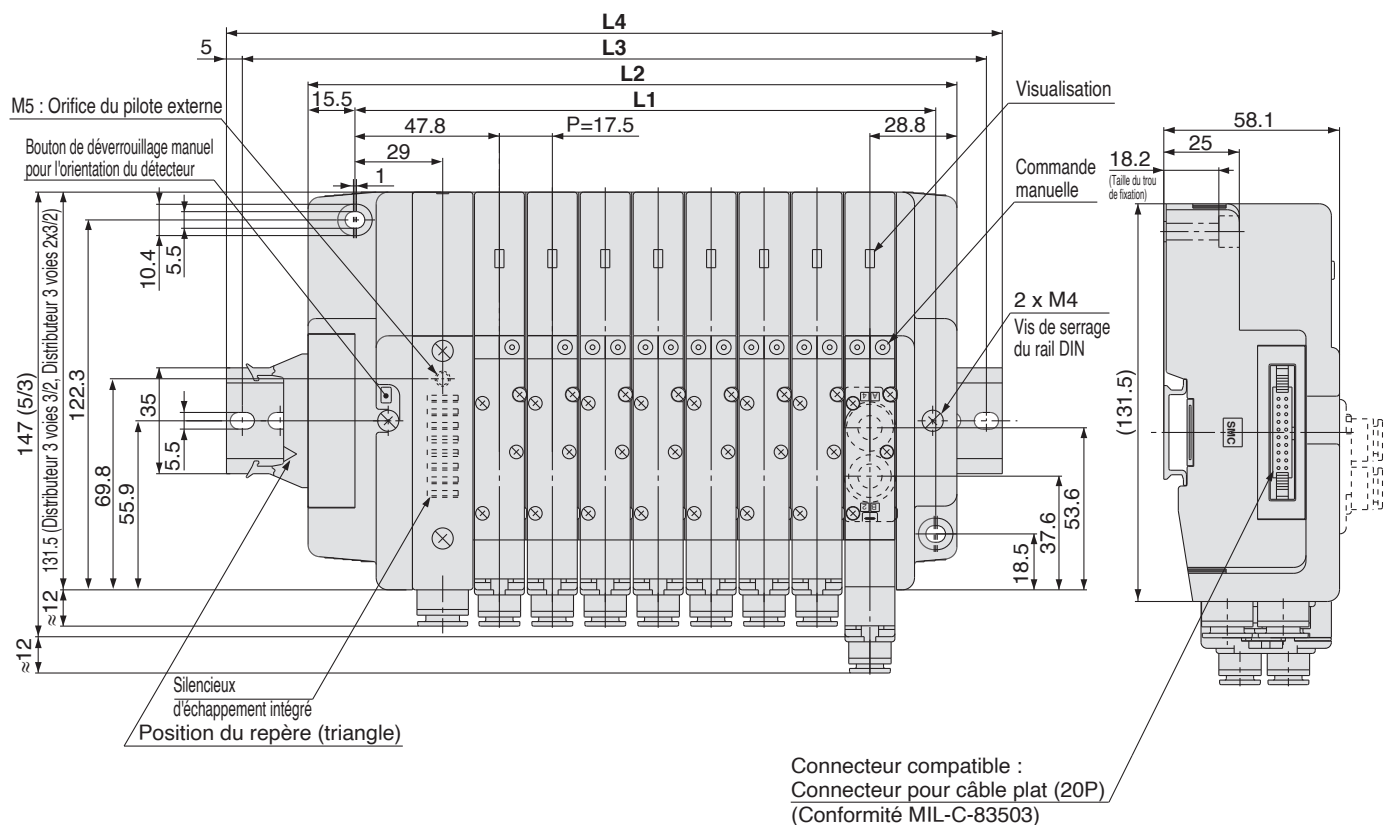 L4
5
L3
L2
M5 : Orifice du pilote externe
15.5
L1
Visualisation
47.8
P=17.5
28.8
58.1
Bouton de déverrouillage manuel
pour l'orientation du détecteur
29
25
18.2
(Taille du trou
de fixation)
1
Commande
manuelle
147 (5/3)
131.5 (Distributeur 3 voies 3/2, Distributeur 3 voies 2x3/2)
122.3
10.4
5.5
2 x M4
Vis de serrage
du rail DIN
(131.5)
35
5.5
69.8
55.9
A 4
B 2
SMC
18.5
37.6
53.6
≈12
≈12
Silencieux
d'échappement intégré
Position du repère (triangle)
Connecteur compatible :
Connecteur pour câble plat (20P)
(Conformité MIL-C-83503)